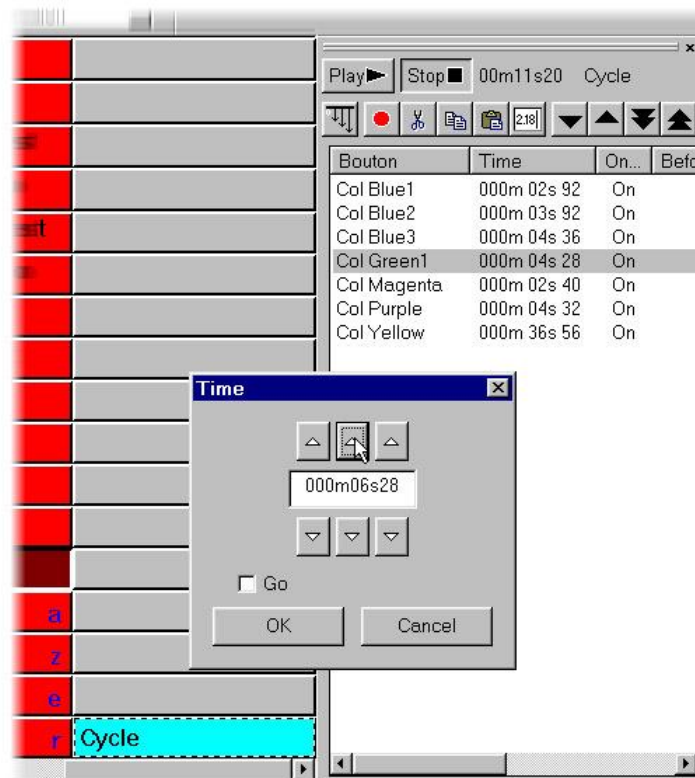 Play Stop 00m11s20 Cycle
2.18
Bouton Time On... Befo
Col Blue1 000m 02s 92 On
Col Blue2 000m 03s 92 On
Col Blue3 000m 04s 36 On
Col Green1 000m 04s 28 On
Col Magenta 000m 02s 40 On
Col Purple 000m 04s 32 On
Col Yellow 000m 36s 56 On
Time
000m06s28
Go
OK Cancel
a
z
e
r Cycle